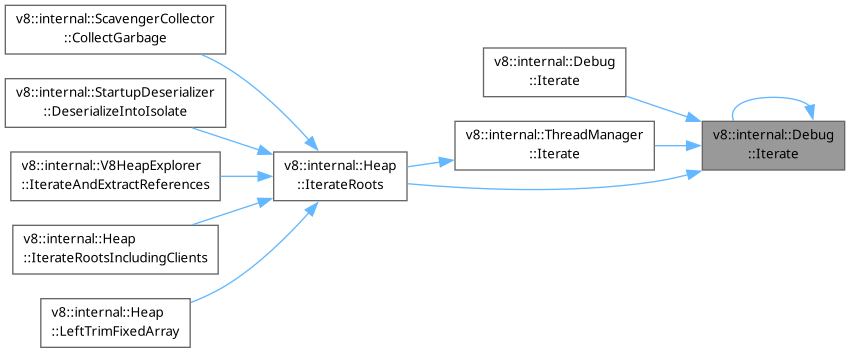 v8::internal::ScavengerCollector
::CollectGarbage
v8::internal::StartupDeserializer
::DeserializeIntoIsolate
v8::internal::V8HeapExplorer
::IterateAndExtractReferences
v8::internal::Heap
::IterateRootsIncludingClients
v8::internal::Heap
::LeftTrimFixedArray
v8::internal::Heap
::IterateRoots
v8::internal::Debug
::Iterate
v8::internal::ThreadManager
::Iterate
v8::internal::Debug
::Iterate